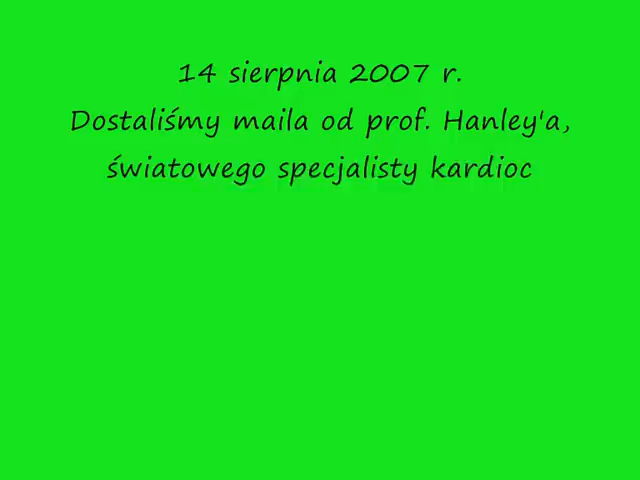 14 sierpnia 2007 r.
Dostaliśmy maila od prof. Hanley'a,
światowego specjalisty kardioc